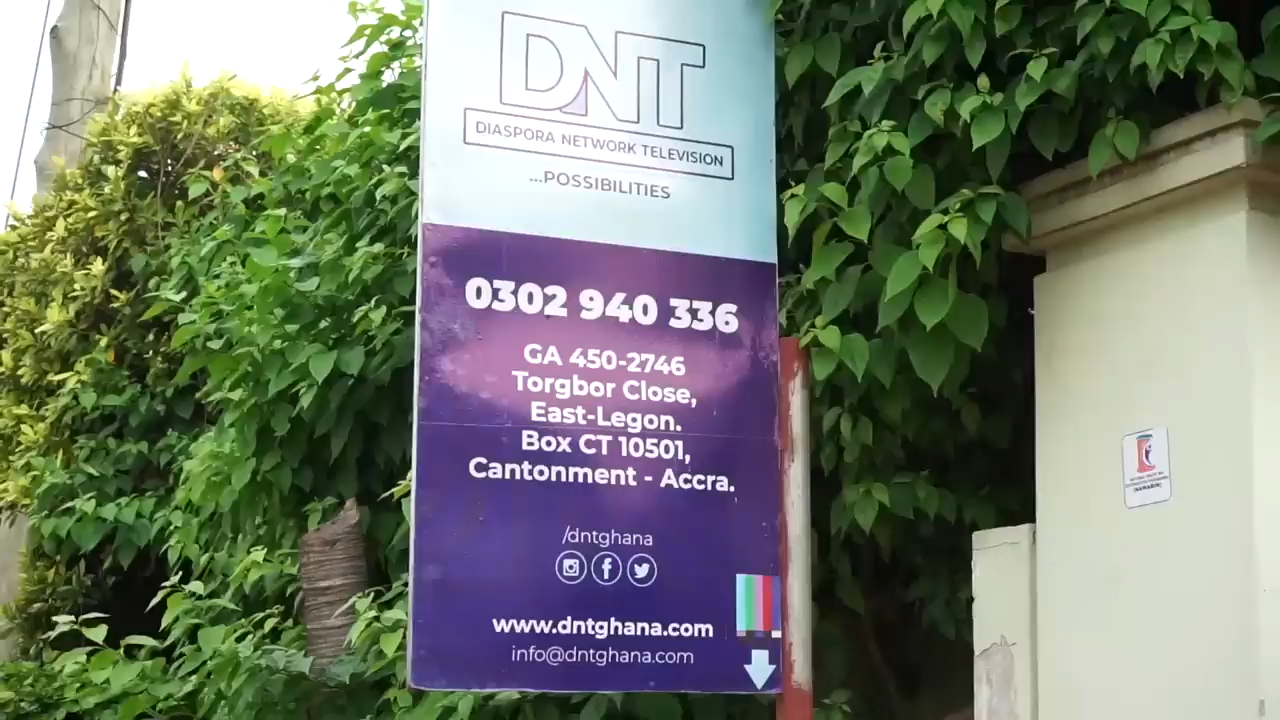 DNT
DIASPORA NETWORK TELEVISION
...POSSIBILITIES
0302 940 336
GA 450-2746
Torgbor Close,
East-Legon.
Box CT 10501,
Cantonment - Accra.
/dntghana
www.dntghana.com
info@dntghana.com